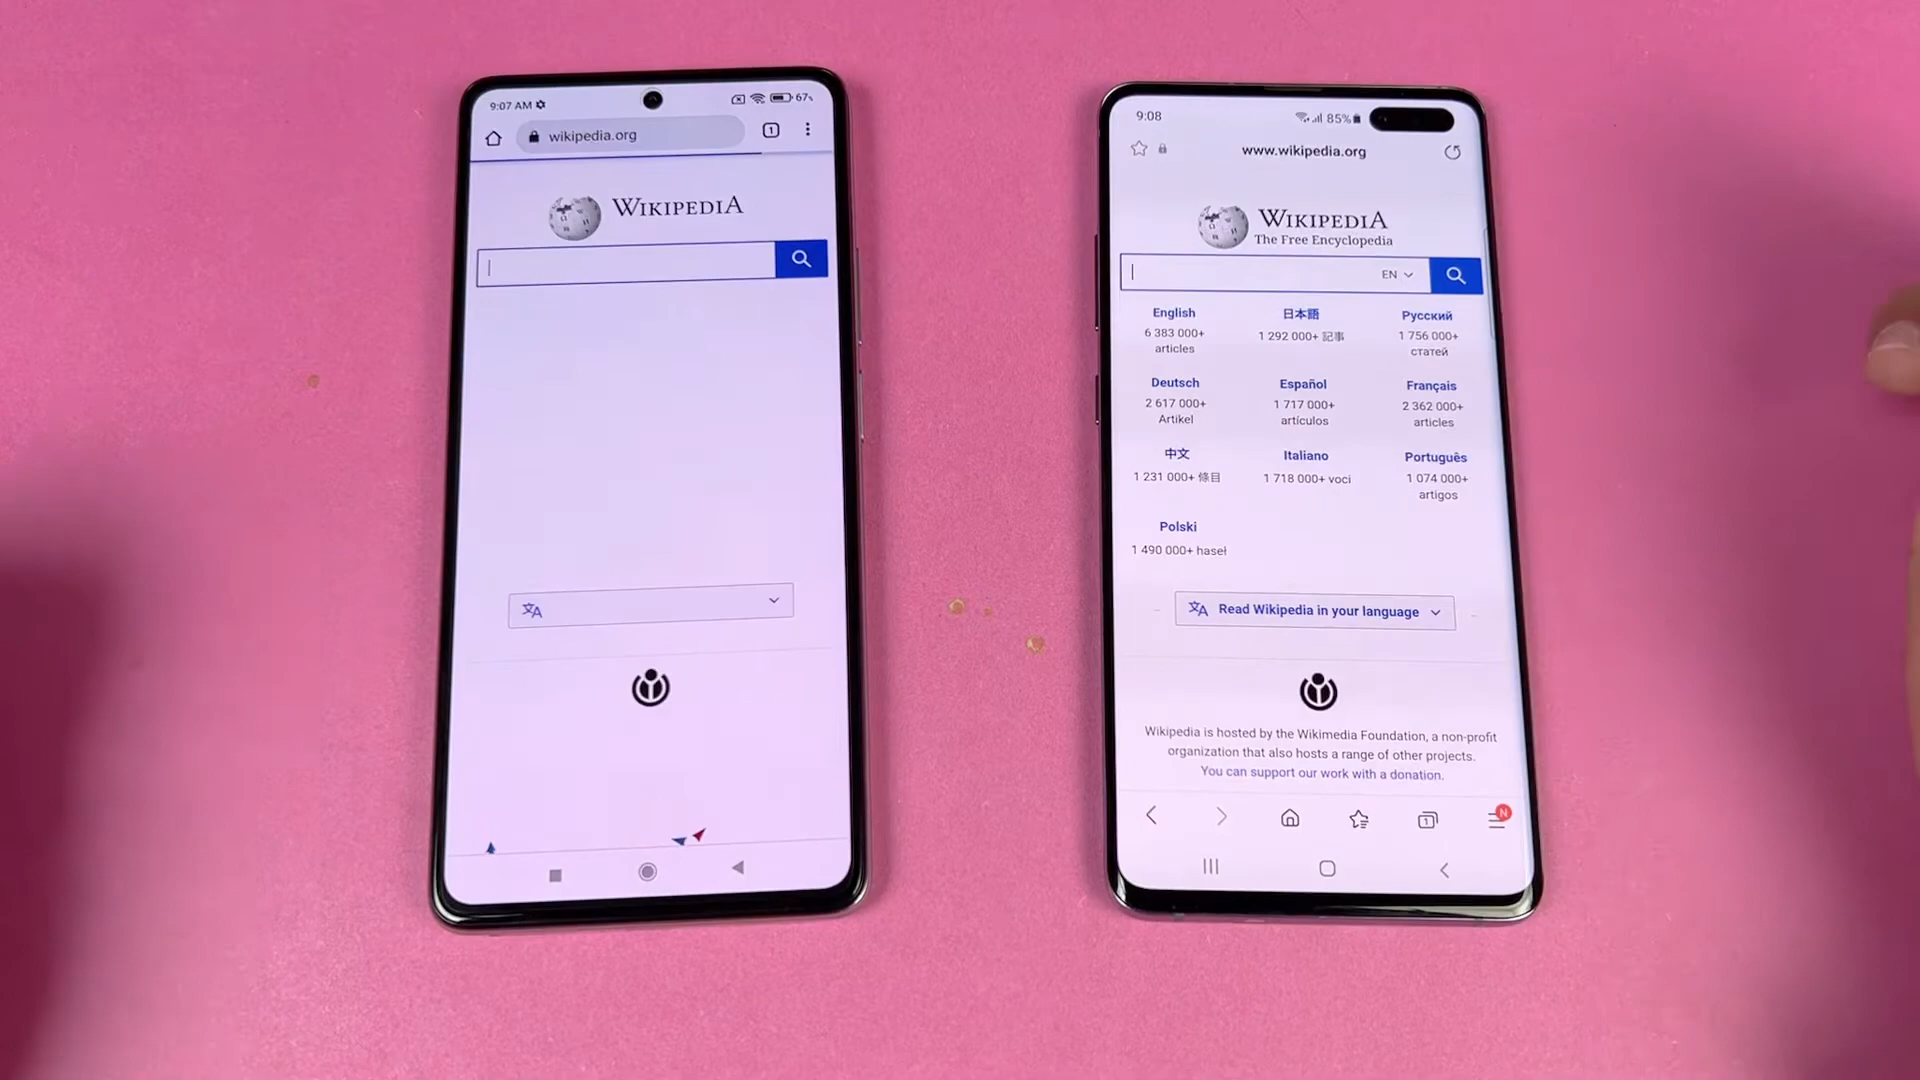 9:07 AM
67%
wikipedia.org
1
WIKIPEDIA
9:08
85%
www.wikipedia.org
WIKIPEDIA
The Free Encyclopedia
EN
English
6 383 000+
articles
日本語
1 292 000+ 記事
Русский
1 756 000+
статей
Deutsch
2 617 000+
Artikel
Español
1 717 000+
artículos
Français
2 362 000+
articles
中文
1 231 000+ 條目
Italiano
1 718 000+ voci
Português
1 074 000+
artigos
Polski
1 490 000+ haseł
Read Wikipedia in your language
Wikipedia is hosted by the Wikimedia Foundation, a non-profit
organization that also hosts a range of other projects.
You can support our work with a donation.
1
N